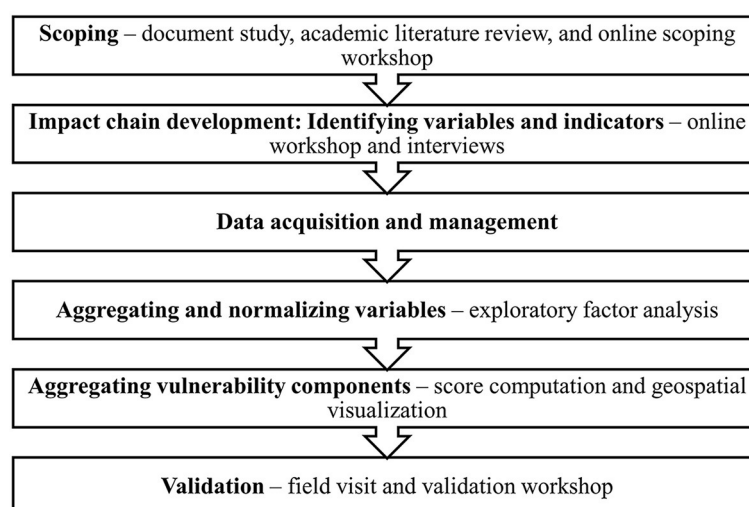 Scoping – document study, academic literature review, and online scoping
workshop
Impact chain development: Identifying variables and indicators – online
workshop and interviews
Data acquisition and management
Aggregating and normalizing variables – exploratory factor analysis
Aggregating vulnerability components – score computation and geospatial
visualization
Validation – field visit and validation workshop